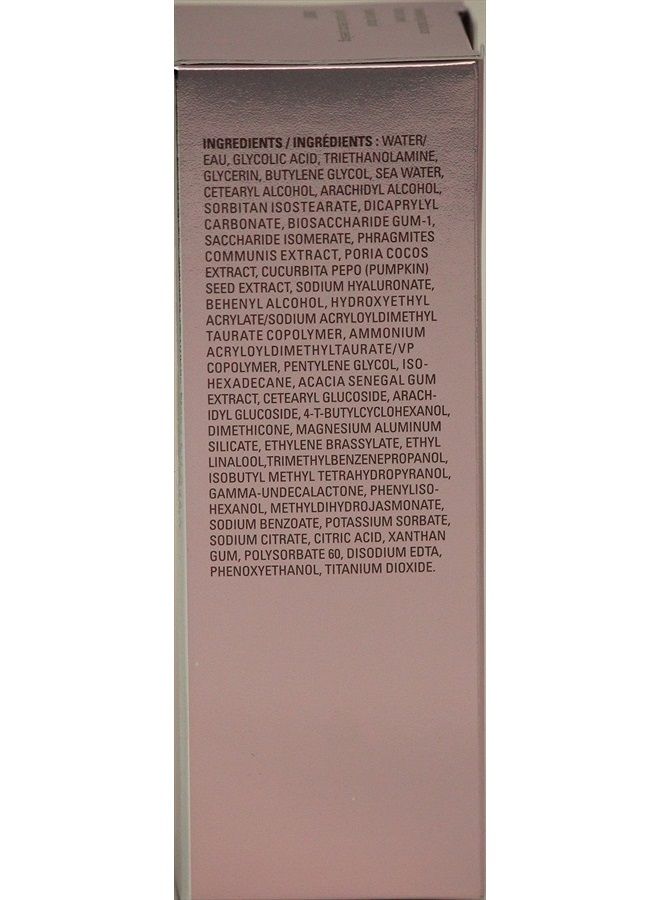 INGREDIENTS / INGRÉDIENTS : WATER/
EAU, GLYCOLIC ACID, TRIETHANOLAMINE,
GLYCERIN, BUTYLENE GLYCOL, SEA WATER,
CETEARYL ALCOHOL, ARACHIDYL ALCOHOL,
SORBITAN ISOSTEARATE, DICAPRYLYL
CARBONATE, BIOSACCHARIDE GUM-1,
SACCHARIDE ISOMERATE, PHRAGMITES
COMMUNIS EXTRACT, PORIA COCOS
EXTRACT, CUCURBITA PEPO (PUMPKIN)
SEED EXTRACT, SODIUM HYALURONATE,
BEHENYL ALCOHOL, HYDROXYETHYL
ACRYLATE/SODIUM ACRYLOYLDIMETHYL
TAURATE COPOLYMER, AMMONIUM
ACRYLOYLDIMETHYLTAURATE/VP
COPOLYMER, PENTYLENE GLYCOL, ISO-
HEXADECANE, ACACIA SENEGAL GUM
EXTRACT, CETEARYL GLUCOSIDE, ARACH-
IDYL GLUCOSIDE, 4-T-BUTYLCYCLOHEXANOL,
DIMETHICONE, MAGNESIUM ALUMINUM
SILICATE, ETHYLENE BRASSYLATE, ETHYL
LINALOOL,TRIMETHYLBENZENEPROPANOL,
ISOBUTYL METHYL TETRAHYDROPYRANOL,
GAMMA-UNDECALACTONE, PHENYLISO-
HEXANOL, METHYLDIHYDROJASMONATE,
SODIUM BENZOATE, POTASSIUM SORBATE,
SODIUM CITRATE, CITRIC ACID, XANTHAN
GUM, POLYSORBATE 60, DISODIUM EDTA,
PHENOXYETHANOL, TITANIUM DIOXIDE.